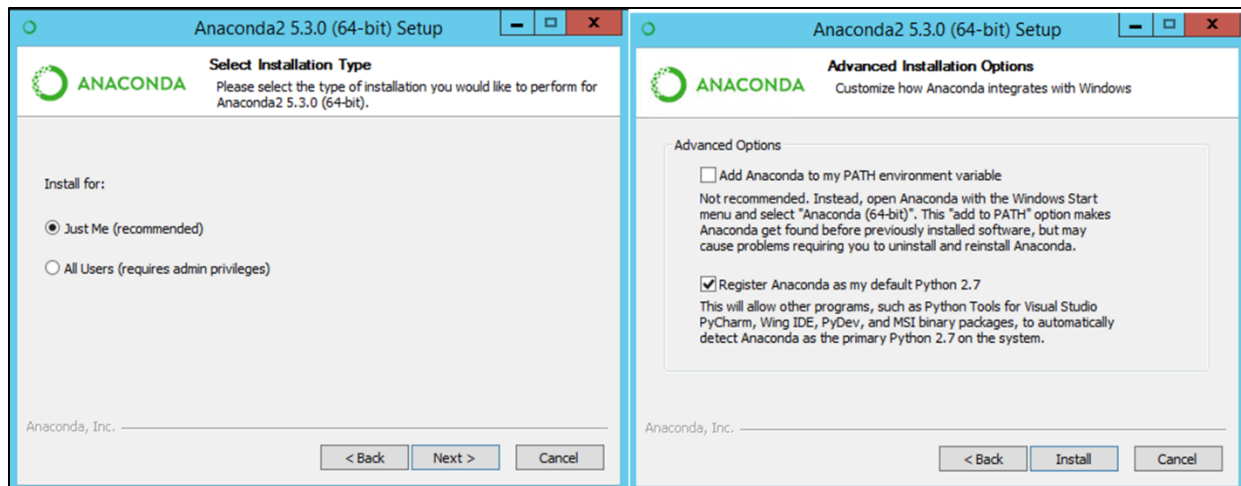 Anaconda2 5.3.0 (64-bit) Setup
ANACONDA
Select Installation Type
Please select the type of installation you would like to perform for
Anaconda2 5.3.0 (64-bit).
Install for:
Just Me (recommended)
All Users (requires admin privileges)
Anaconda, Inc.
< Back
Next >
Cancel
Anaconda2 5.3.0 (64-bit) Setup
ANACONDA
Advanced Installation Options
Customize how Anaconda integrates with Windows
Advanced Options
Add Anaconda to my PATH environment variable
Not recommended. Instead, open Anaconda with the Windows Start
menu and select "Anaconda (64-bit)". This "add to PATH" option makes
Anaconda get found before previously installed software, but may
cause problems requiring you to uninstall and reinstall Anaconda.
Register Anaconda as my default Python 2.7
This will allow other programs, such as Python Tools for Visual Studio
PyCharm, Wing IDE, PyDev, and MSI binary packages, to automatically
detect Anaconda as the primary Python 2.7 on the system.
Anaconda, Inc.
< Back
Install
Cancel